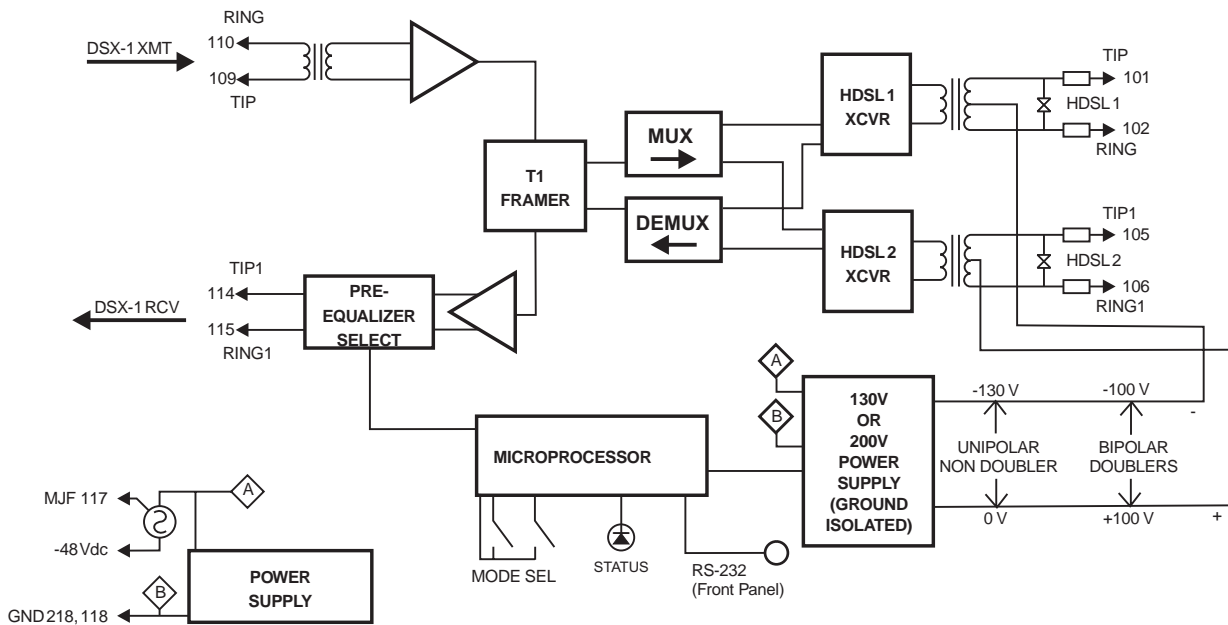 RING
110
DSX-1 XMT
109
TIP
T1
FRAMER
MUX
DEMUX
HDSL 1
XCVR
TIP
101
HDSL 1
102
RING
HDSL 2
XCVR
TIP1
105
HDSL 2
106
RING1
TIP1
114
DSX-1 RCV
115
RING1
PRE-
EQUALIZER
SELECT
MICROPROCESSOR
MODE SEL
STATUS
RS-232
(Front Panel)
A
B
130V
OR
200V
POWER
SUPPLY
(GROUND
ISOLATED)
-130 V
-100 V
-
UNIPOLAR
NON DOUBLER
BIPOLAR
DOUBLERS
0 V
+100 V
+
MJF 117
A
-48Vdc
B
GND 218, 118
POWER
SUPPLY